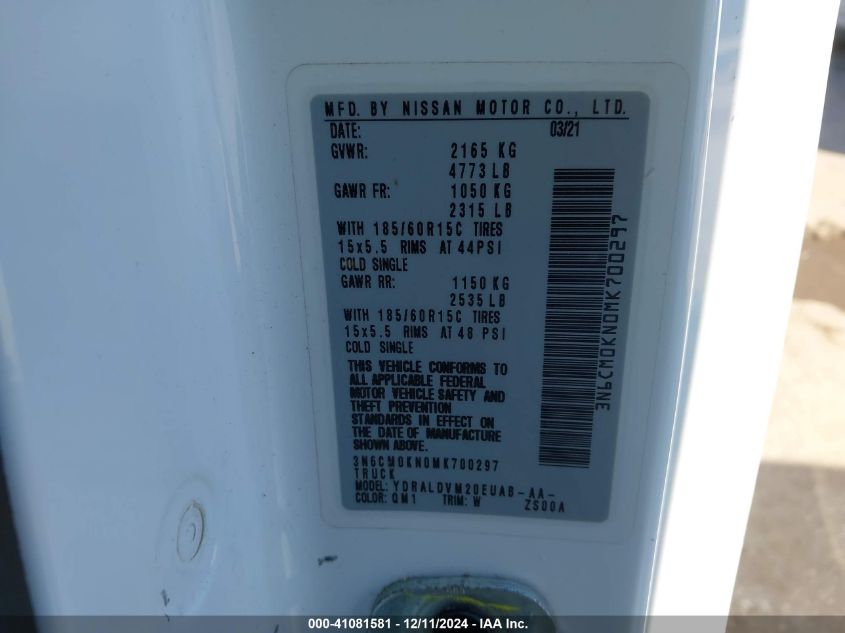 MFD. BY NISSAN MOTOR CO., LTD.
DATE: 03/21
GVWR: 2165 KG
4773 LB
GAWR FR: 1050 KG
2315 LB
WITH 185/60R15C TIRES
15x5.5 RIMS AT 44PSI
COLD SINGLE
GAWR RR: 1150 KG
2535 LB
WITH 185/60R15C TIRES
15x5.5 RIMS AT 48 PSI
COLD SINGLE
THIS VEHICLE CONFORMS TO
ALL APPLICABLE FEDERAL
MOTOR VEHICLE SAFETY AND
THEFT PREVENTION
STANDARDS IN EFFECT ON
THE DATE OF MANUFACTURE
SHOWN ABOVE.
3N6CM0KN0MK700297
TRUCK
MODEL: YDRALDVM20EUAB-AA-
COLOR: QM1 TRIM: W ZS00A
3N6CM0KN0MK700297
000-41081581 - 12/11/2024 - IAA Inc.